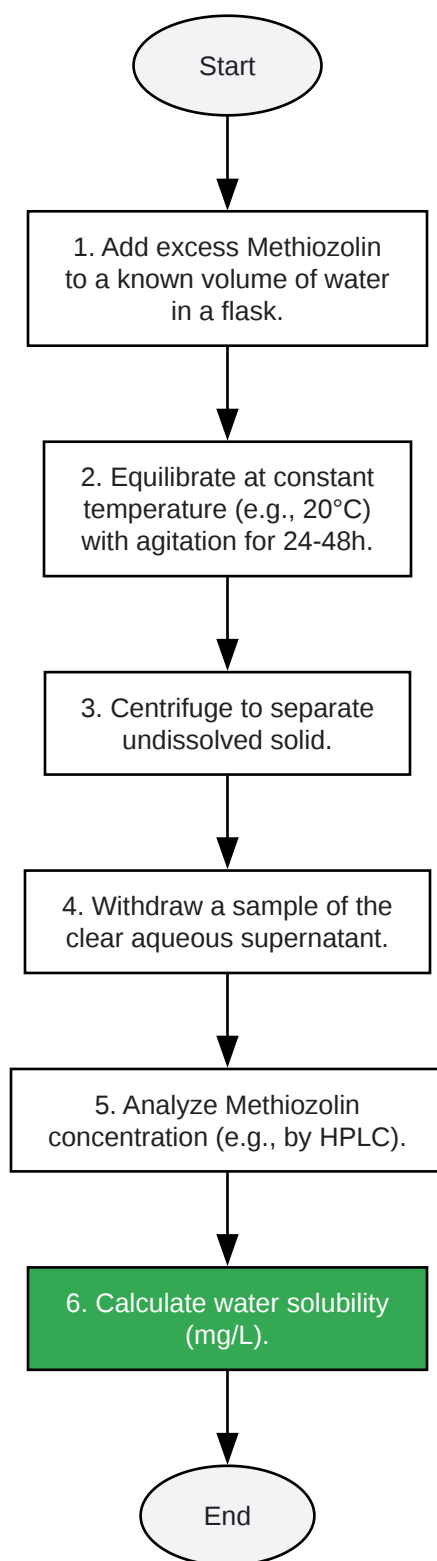 Start
1. Add excess Methiozolin
to a known volume of water
in a flask.
2. Equilibrate at constant
temperature (e.g., 20°C)
with agitation for 24-48h.
3. Centrifuge to separate
undissolved solid.
4. Withdraw a sample of the
clear aqueous supernatant.
5. Analyze Methiozolin
concentration (e.g., by HPLC).
6. Calculate water solubility
(mg/L).
End